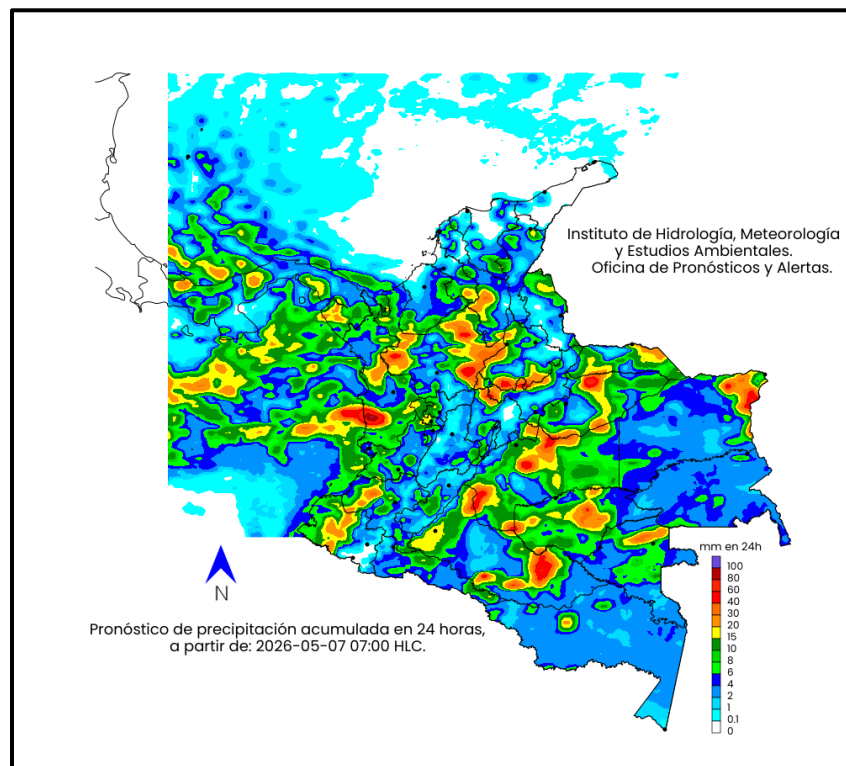 Instituto de Hidrología, Meteorología
y Estudios Ambientales.
Oficina de Pronósticos y Alertas.
mm en 24h
100
80
60
40
30
20
15
10
8
6
4
2
1
0.1
0
N
Pronóstico de precipitación acumulada en 24 horas,
a partir de: 2026-05-07 07:00 HLC.